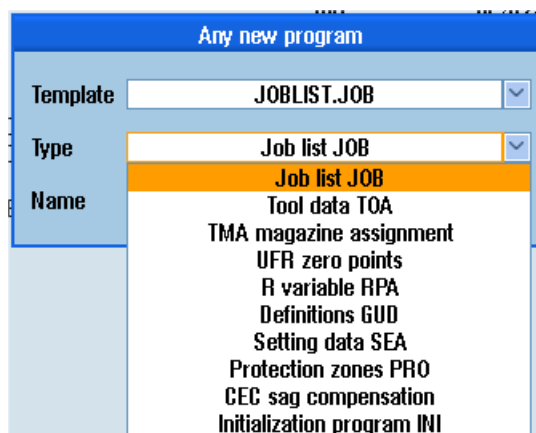 Any new program
Template JOBLIST.JOB
Type Job list JOB
Name
Job list JOB
Tool data TOA
TMA magazine assignment
UFR zero points
R variable RPA
Definitions GUD
Setting data SEA
Protection zones PRO
CEC sag compensation
Initialization program INI